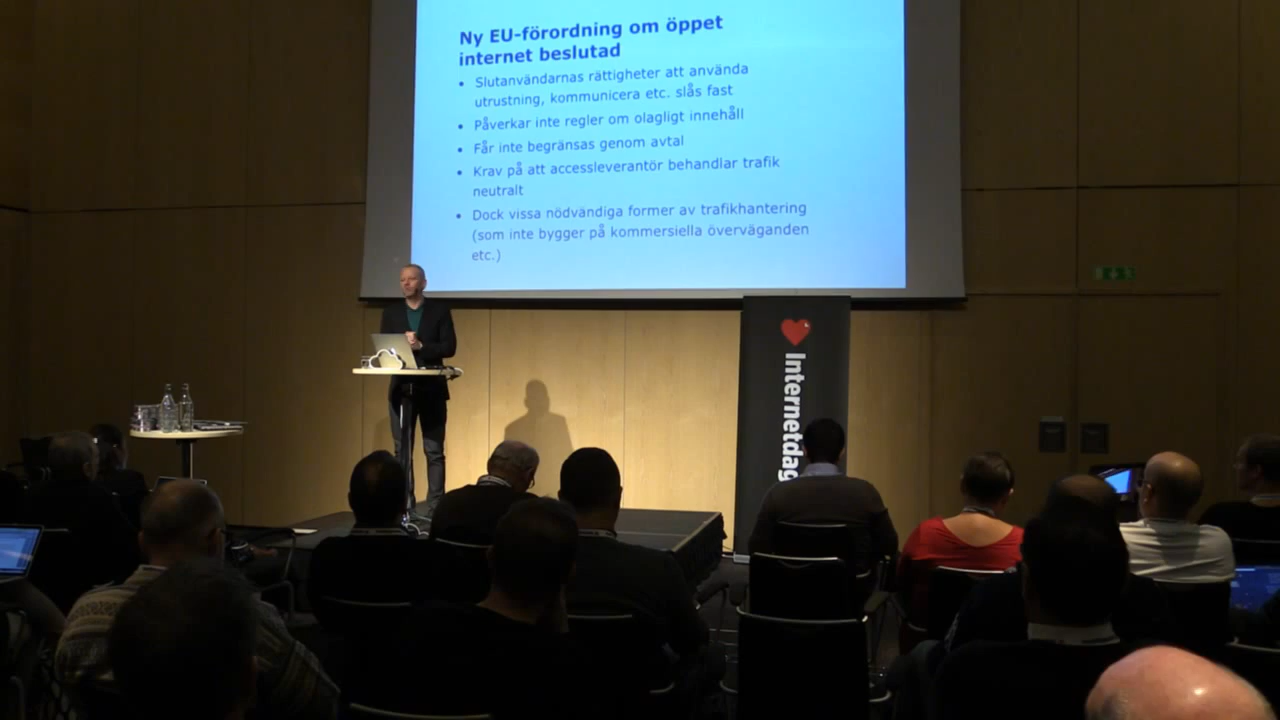 Ny EU-förordning om öppet
internet beslutad
• Slutanvändarnas rättigheter att använda
utrustning, kommunicera etc. slås fast
• Påverkar inte regler om olagligt innehåll
• Får inte begränsas genom avtal
• Krav på att accessleverantör behandlar trafik
neutralt
• Dock vissa nödvändiga former av trafikhantering
(som inte bygger på kommersiella överväganden
etc.)
Internetdag